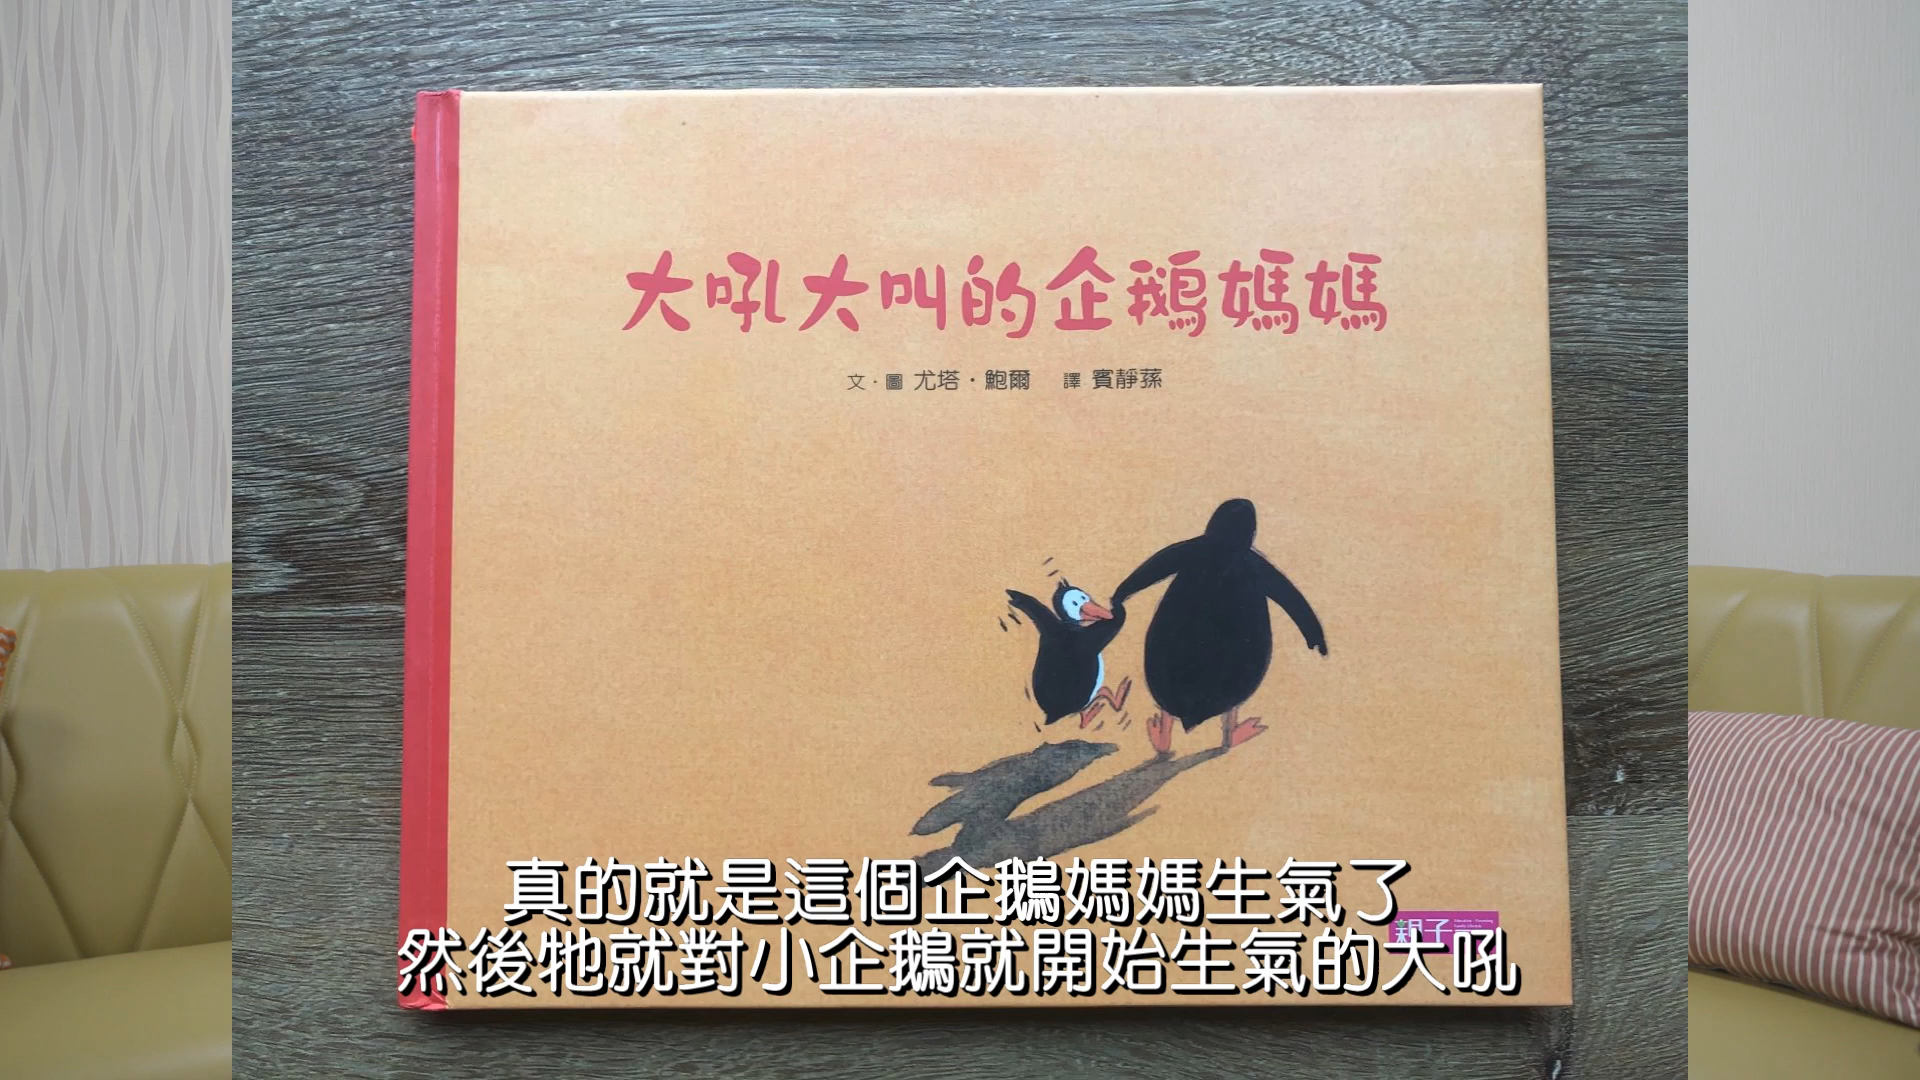 大吼大叫的企鵝媽媽
文·圖 尤塔·鮑爾 譯 賓靜蓀
真的就是這個企鵝媽媽生氣了
親子
然後牠就對小企鵝就開始生氣的大吼